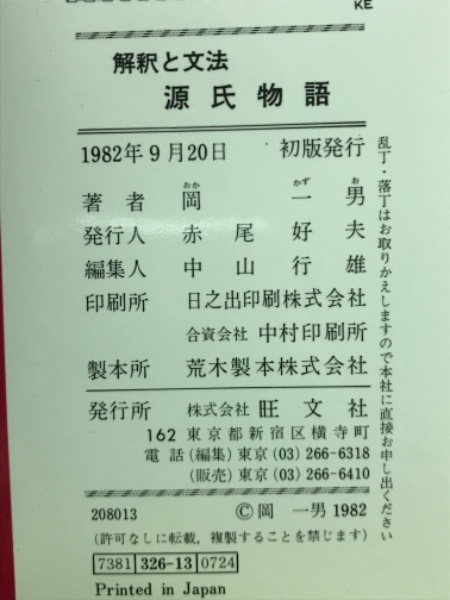 KE
解釈と文法
源氏物語
1982年9月20日 初版発行
著者 岡一男
おか かず お
発行人 赤尾好夫
編集人 中山行雄
印刷所 日之出印刷株式会社
合資会社 中村印刷所
製本所 荒木製本株式会社
発行所 株式会社 旺文社
162 東京都新宿区横寺町
電話(編集)東京(03)266-6318
(販売)東京(03)266-6410
208013 ©岡 一男 1982
(許可なしに転載,複製することを禁じます)
7381 326-13 0724
Printed in Japan
乱丁・落丁はお取りかえしますので本社に直接お申し出ください